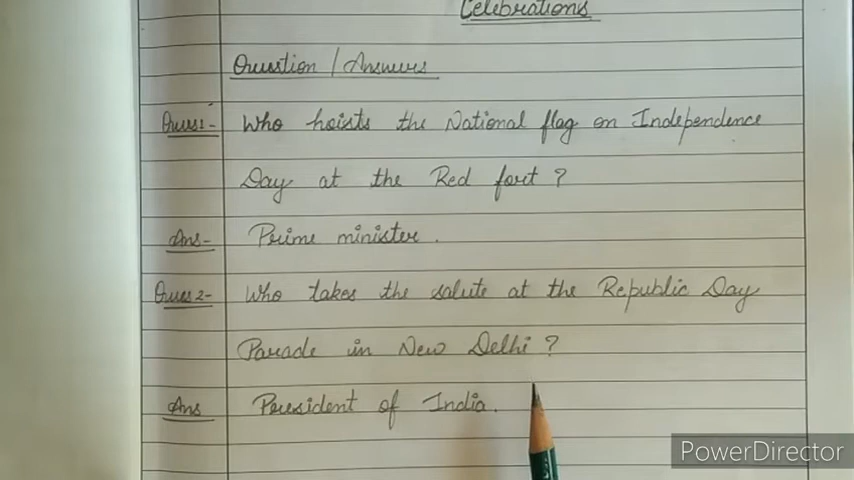 Celebrations
Question / Answers
Ques1- Who hoists the National flag on Independence
Day at the Red fort ?
Ans- Prime minister.
Ques 2- Who takes the salute at the Republic Day
Parade in New Delhi ?
Ans President of India.
PowerDirector